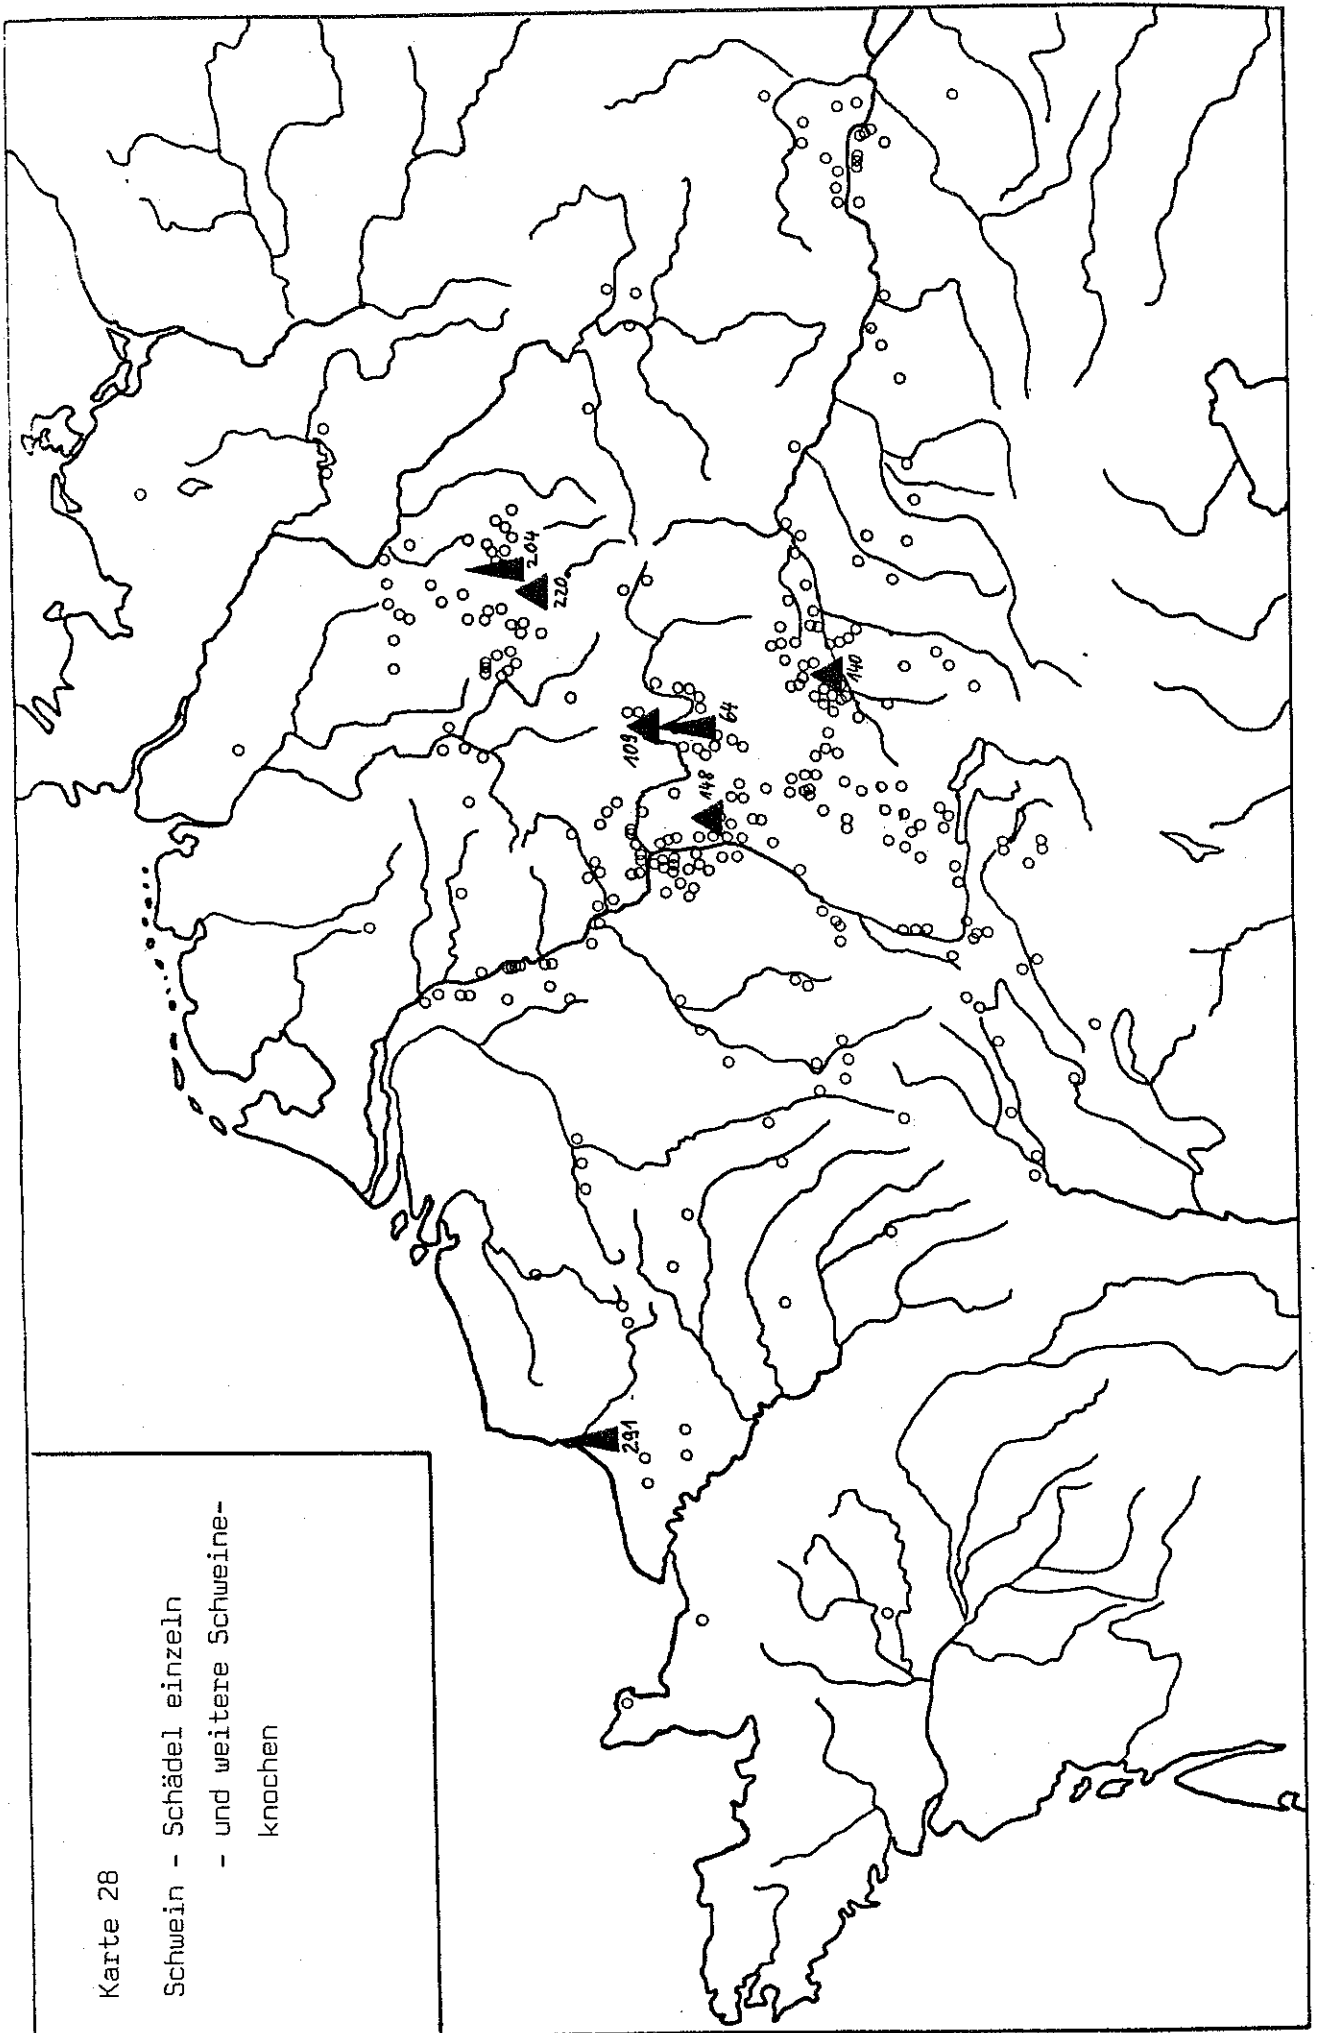 Karte 28
Schwein - Schädel einzeln
- und weitere Schweine-
knochen
204
220
109
64
148
140
291